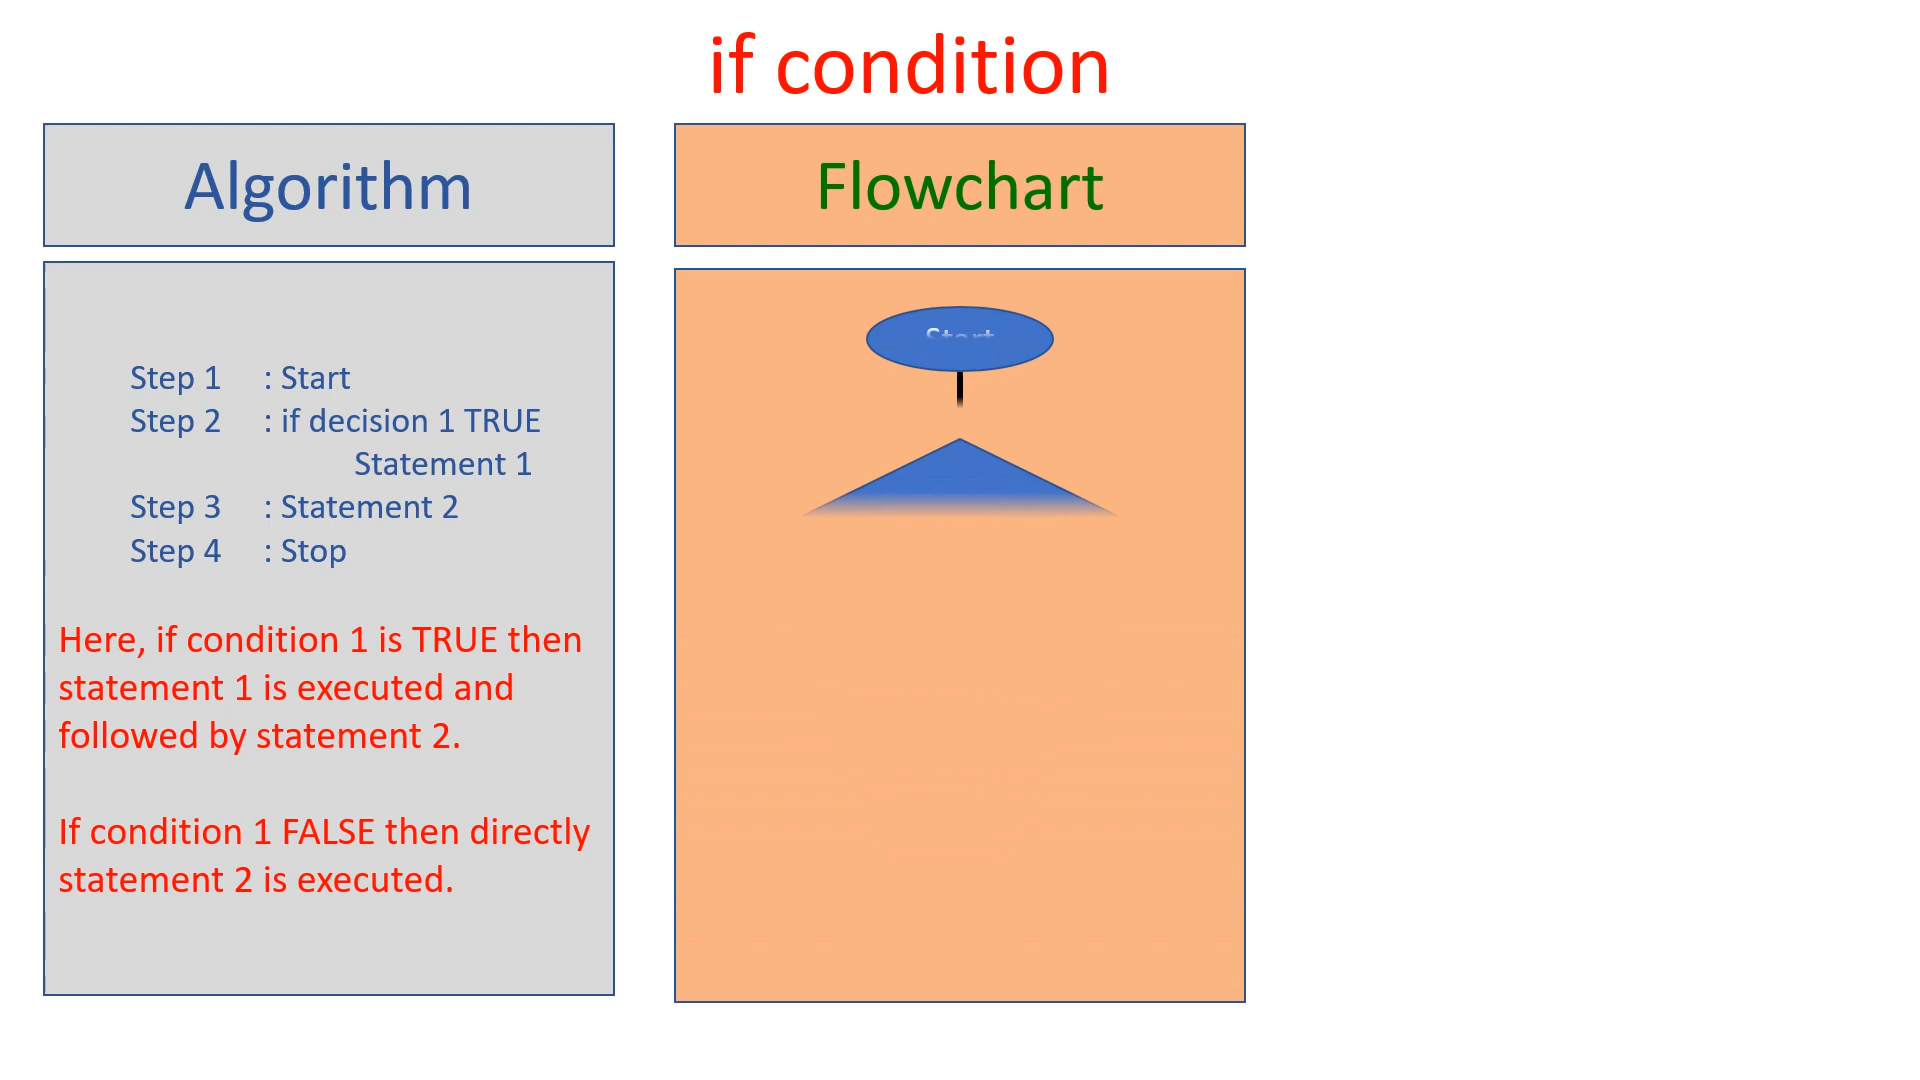 if condition
Algorithm
Flowchart
Step 1 : Start
Step 2 : if decision 1 TRUE
Statement 1
Step 3 : Statement 2
Step 4 : Stop
Here, if condition 1 is TRUE then
statement 1 is executed and
followed by statement 2.
If condition 1 FALSE then directly
statement 2 is executed.
Start